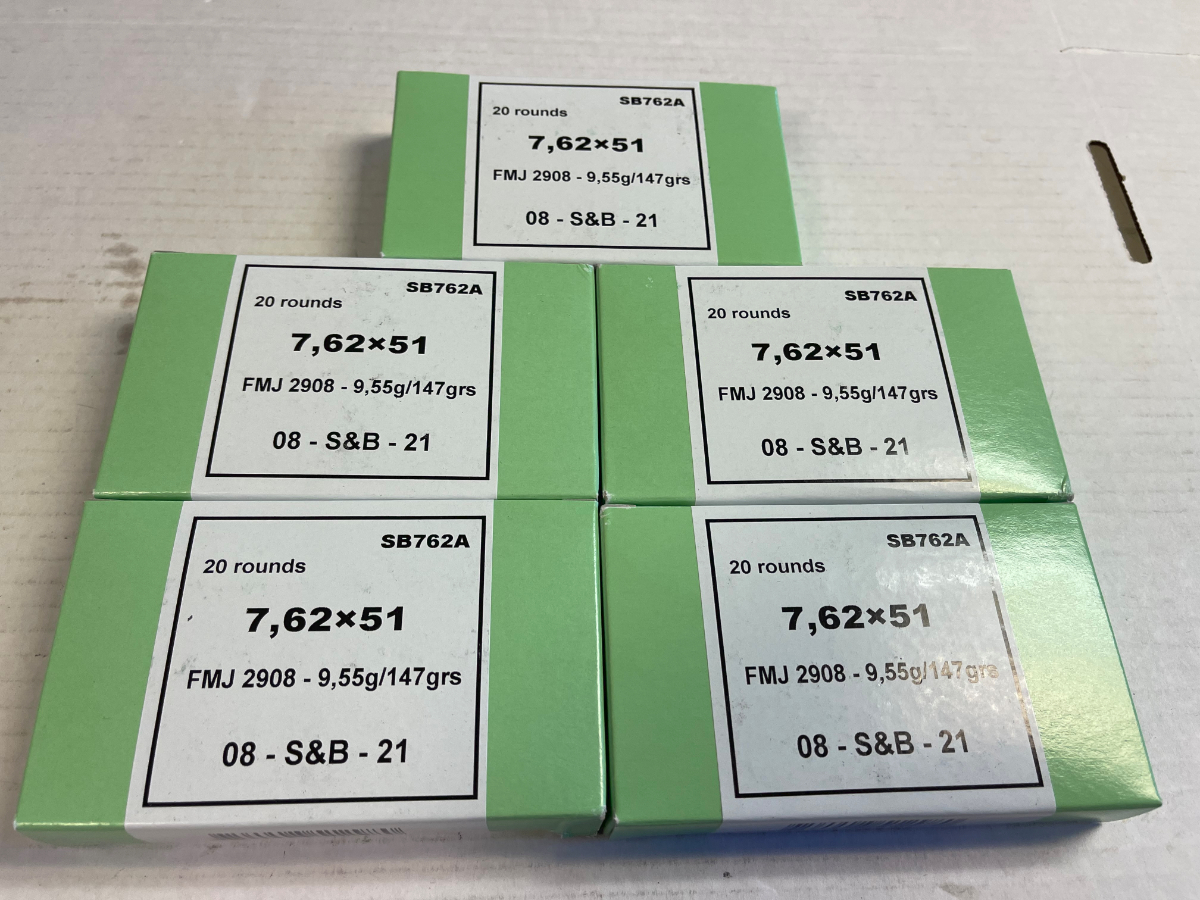 SB762A
20 rounds
7,62×51
FMJ 2908 - 9,55g/147grs
08 - S&B - 21
SB762A
20 rounds
7,62×51
FMJ 2908 - 9,55g/147grs
08 - S&B - 21
SB762A
20 rounds
7,62×51
FMJ 2908 - 9,55g/147grs
08 - S&B - 21
SB762A
20 rounds
7,62×51
FMJ 2908 - 9,55g/147grs
08 - S&B - 21
SB762A
20 rounds
7,62×51
FMJ 2908 - 9,55g/147grs
08 - S&B - 21